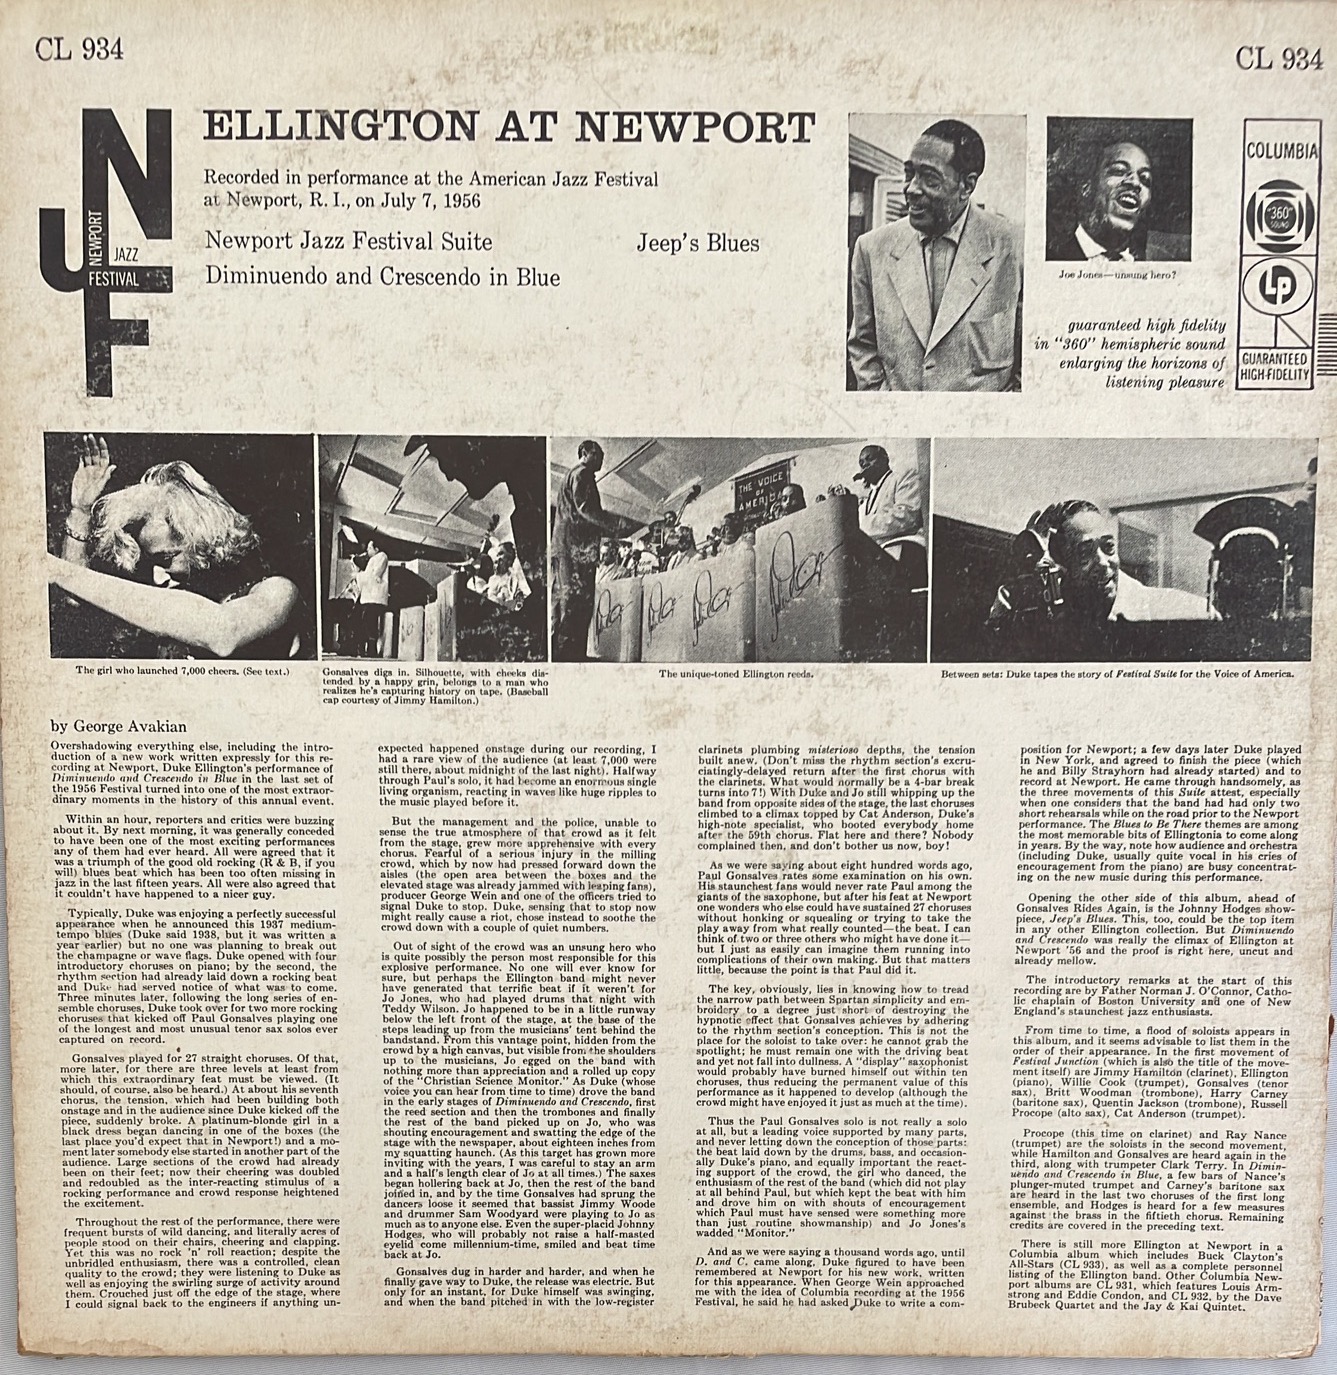 CL 934
CL 934
NJF
NEWPORT
JAZZ
FESTIVAL
ELLINGTON AT NEWPORT
Recorded in performance at the American Jazz Festival
at Newport, R. I., on July 7, 1956
Newport Jazz Festival Suite
Jeep's Blues
Diminuendo and Crescendo in Blue
Joe Jones—unsung hero?
guaranteed high fidelity
in "360" hemispheric sound
enlarging the horizons of
listening pleasure
COLUMBIA
"360"
SOUND
LP
GUARANTEED
HIGH-FIDELITY
THE VOICE
OF
AMERICA
The girl who launched 7,000 cheers. (See text.)
Gonsalves digs in. Silhouette, with cheeks dis-
tended by a happy grin, belongs to a man who
realizes he's capturing history on tape. (Baseball
cap courtesy of Jimmy Hamilton.)
The unique-toned Ellington reeds.
Between sets: Duke tapes the story of Festival Suite for the Voice of America.
by George Avakian
Overshadowing everything else, including the intro-
duction of a new work written expressly for this re-
cording at Newport, Duke Ellington's performance of
Diminuendo and Crescendo in Blue in the last set of
the 1956 Festival turned into one of the most extraor-
dinary moments in the history of this annual event.
Within an hour, reporters and critics were buzzing
about it. By next morning, it was generally conceded
to have been one of the most exciting performances
any of them had ever heard. All were agreed that it
was a triumph of the good old rocking (R & B, if you
will) blues beat which has been too often missing in
jazz in the last fifteen years. All were also agreed that
it couldn't have happened to a nicer guy.
Typically, Duke was enjoying a perfectly successful
appearance when he announced this 1937 medium-
tempo blues (Duke said 1938, but it was written a
year earlier) but no one was planning to break out
the champagne or wave flags. Duke opened with four
introductory choruses on piano; by the second, the
rhythm section had already laid down a rocking beat
and Duke had served notice of what was to come.
Three minutes later, following the long series of en-
semble choruses, Duke took over for two more rocking
choruses that kicked off Paul Gonsalves playing one
of the longest and most unusual tenor sax solos ever
captured on record.
Gonsalves played for 27 straight choruses. Of that,
more later, for there are three levels at least from
which this extraordinary feat must be viewed. (It
should, of course, also be heard.) At about his seventh
chorus, the tension, which had been building both
onstage and in the audience since Duke kicked off the
piece, suddenly broke. A platinum-blonde girl in a
black dress began dancing in one of the boxes (the
last place you'd expect that in Newport!) and a mo-
ment later somebody else started in another part of the
audience. Large sections of the crowd had already
been on their feet; now their cheering was doubled
and redoubled as the inter-reacting stimulus of a
rocking performance and crowd response heightened
the excitement.
Throughout the rest of the performance, there were
frequent bursts of wild dancing, and literally acres of
people stood on their chairs, cheering and clapping.
Yet this was no rock 'n' roll reaction; despite the
unbridled enthusiasm, there was a controlled, clean
quality to the crowd; they were listening to Duke as
well as enjoying the swirling surge of activity around
them. Crouched just off the edge of the stage, where
I could signal back to the engineers if anything un-
expected happened onstage during our recording, I
had a rare view of the audience (at least 7,000 were
still there, about midnight of the last night). Halfway
through Paul's solo, it had become an enormous single
living organism, reacting in waves like huge ripples to
the music played before it.
But the management and the police, unable to
sense the true atmosphere of that crowd as it felt
from the stage, grew more apprehensive with every
chorus. Fearful of a serious injury in the milling
crowd, which by now had pressed forward down the
aisles (the open area between the boxes and the
elevated stage was already jammed with leaping fans),
producer George Wein and one of the officers tried to
signal Duke to stop. Duke, sensing that to stop now
might really cause a riot, chose instead to soothe the
crowd down with a couple of quiet numbers.
Out of sight of the crowd was an unsung hero who
is quite possibly the person most responsible for this
explosive performance. No one will ever know for
sure, but perhaps the Ellington band might never
have generated that terrific beat if it weren't for
Jo Jones, who had played drums that night with
Teddy Wilson. Jo happened to be in a little runway
below the left front of the stage, at the base of the
steps leading up from the musicians' tent behind the
bandstand. From this vantage point, hidden from the
crowd by a high canvas, but visible from the shoulders
up to the musicians, Jo egged on the band with
nothing more than appreciation and a rolled up copy
of the "Christian Science Monitor." As Duke (whose
voice you can hear from time to time) drove the band
in the early stages of Diminuendo and Crescendo, first
the reed section and then the trombones and finally
the rest of the band picked up on Jo, who was
shouting encouragement and swatting the edge of the
stage with the newspaper, about eighteen inches from
my squatting haunch. (As this target has grown more
inviting with the years, I was careful to stay an arm
and a half's length clear of Jo at all times.) The saxes
began hollering back at Jo, then the rest of the band
joined in, and by the time Gonsalves had sprung the
dancers loose it seemed that bassist Jimmy Woode
and drummer Sam Woodyard were playing to Jo as
much as to anyone else. Even the super-placid Johnny
Hodges, who will probably not raise a half-masted
eyelid come millennium-time, smiled and beat time
back at Jo.
Gonsalves dug in harder and harder, and when he
finally gave way to Duke, the release was electric. But
only for an instant, for Duke himself was swinging,
and when the band pitched in with the low-register
clarinets plumbing misterioso depths, the tension
built anew. (Don't miss the rhythm section's excru-
ciatingly-delayed return after the first chorus with
the clarinets. What would normally be a 4-bar break
turns into 7!) With Duke and Jo still whipping up the
band from opposite sides of the stage, the last choruses
climbed to a climax topped by Cat Anderson, Duke's
high-note specialist, who booted everybody home
after the 59th chorus. Flat here and there? Nobody
complained then, and don't bother us now, boy!
As we were saying about eight hundred words ago,
Paul Gonsalves rates some examination on his own.
His staunchest fans would never rate Paul among the
giants of the saxophone, but after his feat at Newport
one wonders who else could have sustained 27 choruses
without honking or squealing or trying to take the
play away from what really counted—the beat. I can
think of two or three others who might have done it—
but I just as easily can imagine them running into
complications of their own making. But that matters
little, because the point is that Paul did it.
The key, obviously, lies in knowing how to tread
the narrow path between Spartan simplicity and em-
broidery to a degree just short of destroying the
hypnotic effect that Gonsalves achieves by adhering
to the rhythm section's conception. This is not the
place for the soloist to take over: he cannot grab the
spotlight; he must remain with the driving beat
and yet not fall into dullness. A "display" saxophonist
would probably have burned himself out within ten
choruses, thus reducing the permanent value of this
performance as it happened to develop (although the
crowd might have enjoyed it just as much at the time).
Thus the Paul Gonsalves solo is not really a solo
at all, but a leading voice supported by many parts,
and never letting down the conception of those parts:
the beat laid down by the drums, bass, and occasion-
ally Duke's piano, and equally important the react-
ing support of the crowd, the girl who danced, the
enthusiasm of the rest of the band (which did not play
at all behind Paul, but which kept the beat with him
and drove him on with shouts of encouragement
which Paul must have sensed were something more
than just routine showmanship) and Jo Jones's
wadded "Monitor."
And as we were saying a thousand words ago, until
D. and C. came along, Duke figured to have been
remembered at Newport for his new work, written
for this appearance. When George Wein approached
me with the idea of Columbia recording at the 1956
Festival, he said he had asked Duke to write a com-
position for Newport; a few days later Duke played
in New York, and agreed to finish the piece (which
he and Billy Strayhorn had already started) and to
record at Newport. He came through handsomely, as
the three movements of this Suite attest, especially
when one considers that the band had had only two
short rehearsals while on the road prior to the Newport
performance. The Blues to Be There themes are among
the most memorable bits of Ellingtonia to come along
in years. By the way, note how audience and orchestra
(including Duke, usually quite vocal in his cries of
encouragement from the piano) are busy concentrat-
ing on the new music during this performance.
Opening the other side of this album, ahead of
Gonsalves Rides Again, is the Johnny Hodges show-
piece, Jeep's Blues. This, too, could be the top item
in any other Ellington collection. But Diminuendo
and Crescendo was really the climax of Ellington at
Newport '56 and the proof is right here, uncut and
already mellow.
The introductory remarks at the start of this
recording are by Father Norman J. O'Connor, Catho-
lic chaplain of Boston University and one of New
England's staunchest jazz enthusiasts.
From time to time, a flood of soloists appears in
this album, and it seems advisable to list them in the
order of their appearance. In the first movement of
Festival Junction (which is also the title of the move-
ment itself) are Jimmy Hamilton (clarinet), Ellington
(piano), Willie Cook (trumpet), Gonsalves (tenor
sax), Britt Woodman (trombone), Harry Carney
(baritone sax), Quentin Jackson (trombone), Russell
Procope (alto sax), Cat Anderson (trumpet).
Procope (this time on clarinet) and Ray Nance
(trumpet) are the soloists in the second movement,
while Hamilton and Gonsalves are heard again in the
third, along with trumpeter Clark Terry. In Dimin-
uendo and Crescendo in Blue, a few bars of Nance's
plunger-muted trumpet and Carney's baritone sax
are heard in the last two choruses of the first long
ensemble, and Hodges is heard for a few measures
against the brass in the fiftieth chorus. Remaining
credits are covered in the preceding text.
There is still more Ellington at Newport in a
Columbia album which includes Buck Clayton's
All-Stars (CL 933), as well as a complete personnel
listing of the Ellington band. Other Columbia New-
port albums are CL 931, which features Louis Arm-
strong and Eddie Condon, and CL 932, by the Dave
Brubeck Quartet and the Jay & Kai Quintet.